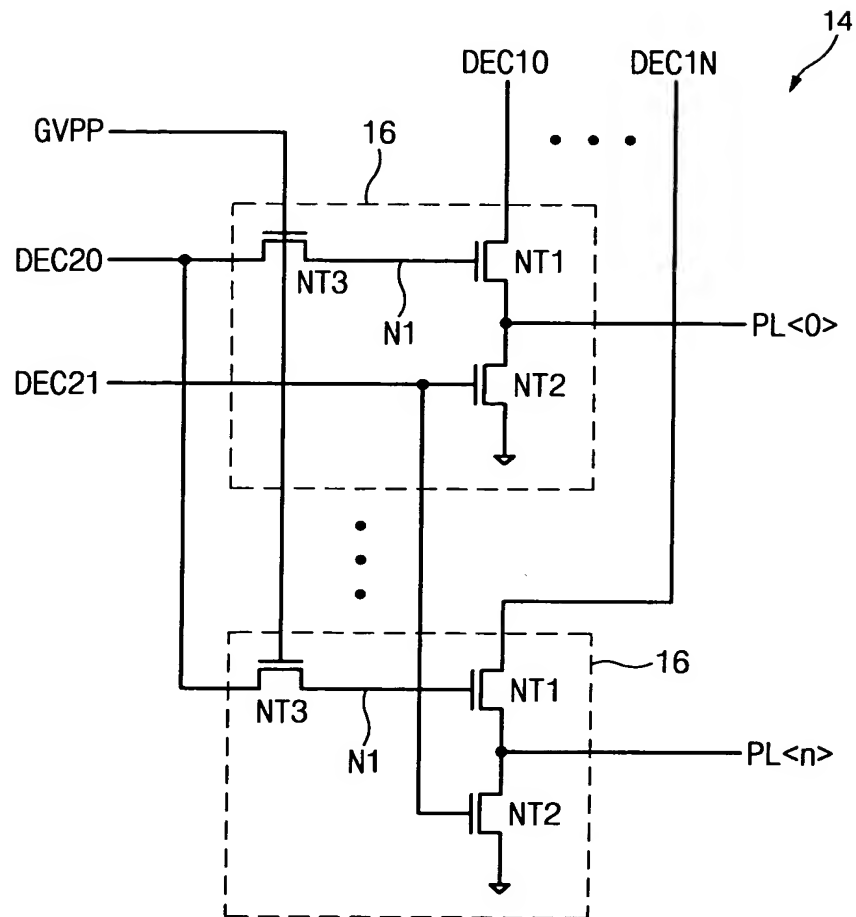 14
DEC10 DEC1N
GVPP
16
DEC20
NT3
N1
NT1
PL<0>
DEC21
NT2
16
NT3
N1
NT1
PL<n>
NT2